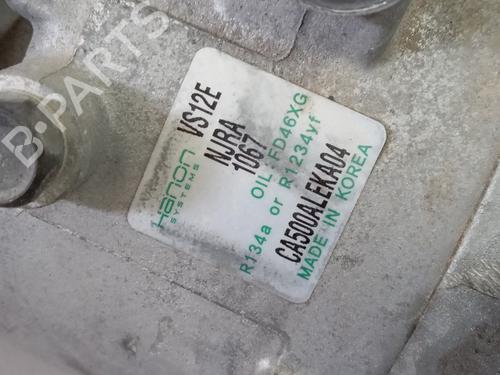 B-PARTS
Hanon
SYSTEMS
VS12E
NJRA
1067
OIL : FD46XG
R134a or R1234yf
CA500ALEKA04
MADE IN KOREA